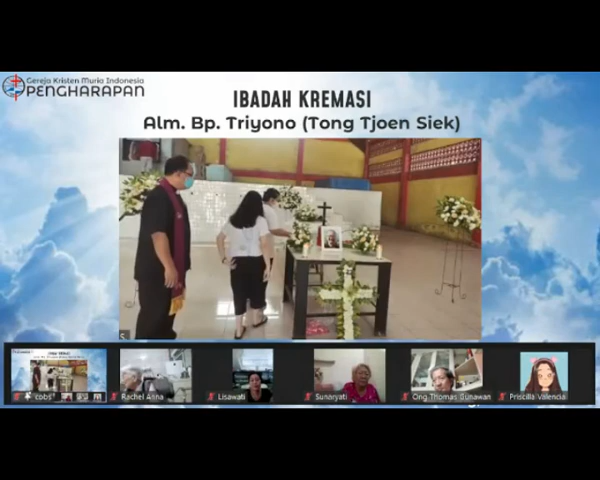 Gereja Kristen Muria Indonesia
PENGHARAPAN
IBADAH KREMASI
Alm. Bp. Triyono (Tong Tjoen Siek)
cobs
Rachel Anna
Lisawati
Sunaryati
Ong Thomas Gunawan
Priscilla Valencia